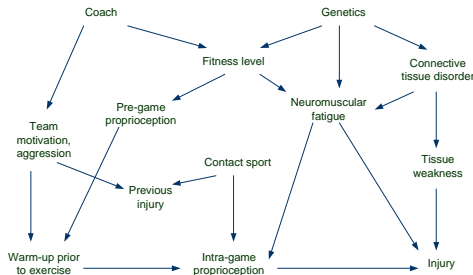 Coach
Genetics
Fitness level
Connective
tissue disorder
Pre-game
proprioception
Neuromuscular
fatigue
Team
motivation,
aggression
Contact sport
Tissue
weakness
Previous
injury
Warm-up prior
to exercise
Intra-game
proprioception
Injury